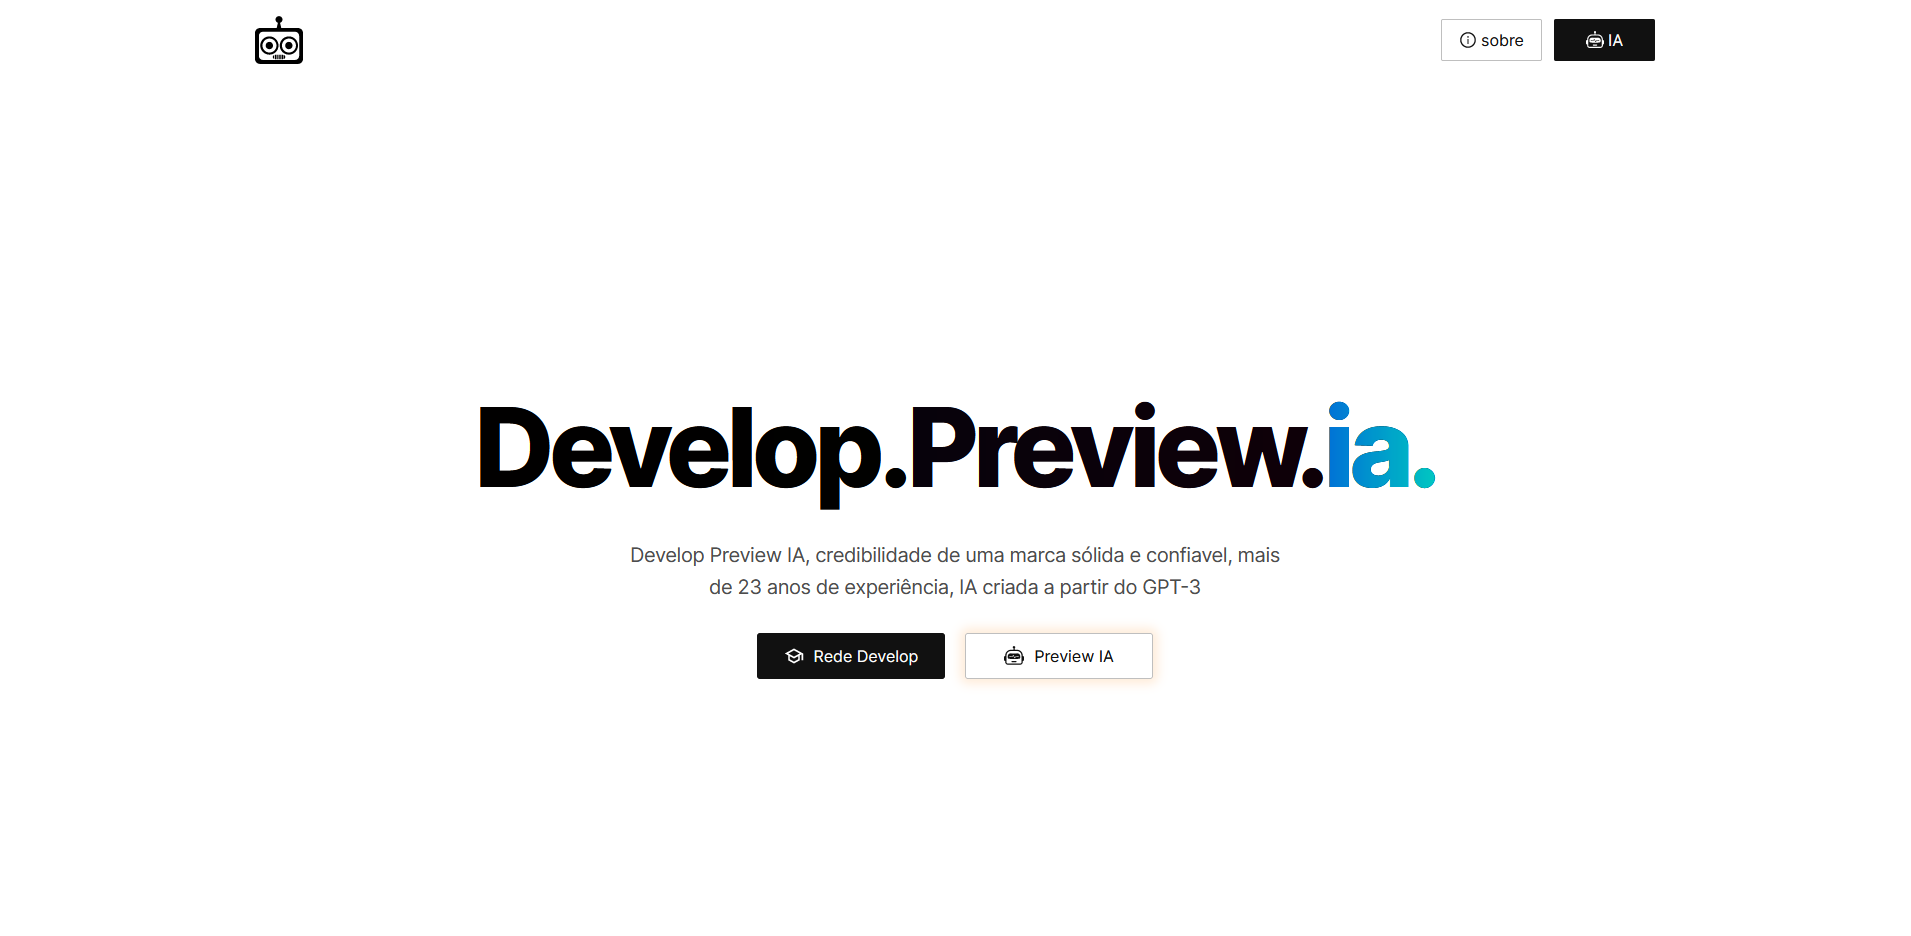 sobre
IA
Develop.Preview.ia.
Develop Preview IA, credibilidade de uma marca sólida e confiavel, mais
de 23 anos de experiência, IA criada a partir do GPT-3
Rede Develop
Preview IA